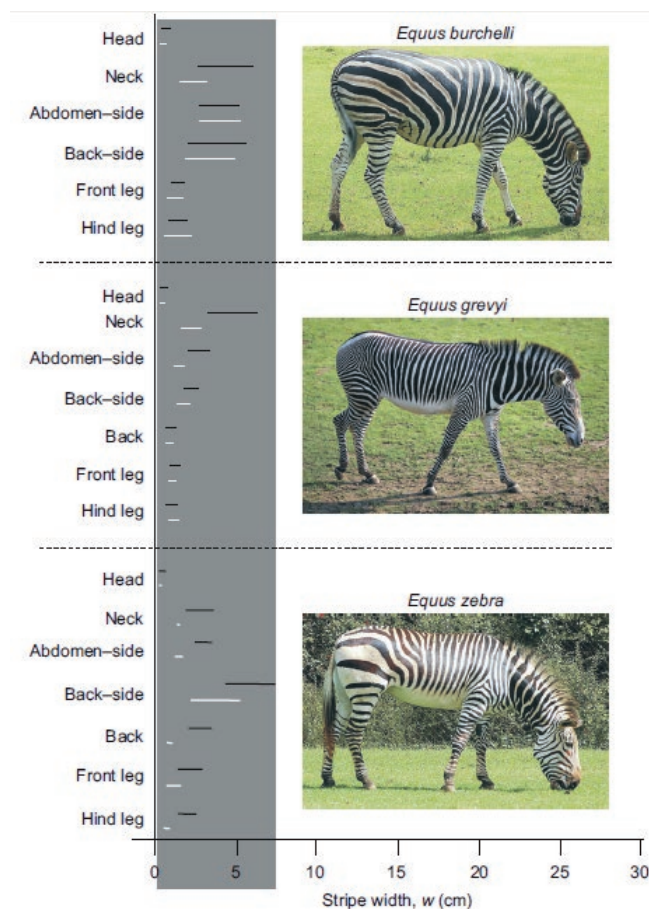 Equus burchelli
Head
Neck
Abdomen–side
Back–side
Front leg
Hind leg
Equus grevyi
Head
Neck
Abdomen–side
Back–side
Back
Front leg
Hind leg
Equus zebra
Head
Neck
Abdomen–side
Back–side
Back
Front leg
Hind leg
0 5 10 15 20 25 30
Stripe width, w (cm)